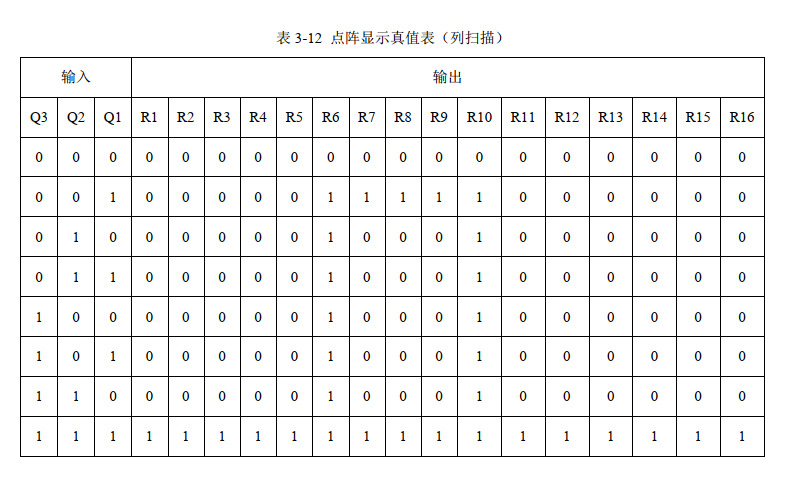 表 3-12 点阵显示真值表（列扫描）
输入 输出
Q3 Q2 Q1 R1 R2 R3 R4 R5 R6 R7 R8 R9 R10 R11 R12 R13 R14 R15 R16
0 0 0 0 0 0 0 0 0 0 0 0 0 0 0 0 0 0 0
0 0 1 0 0 0 0 0 1 1 1 1 1 0 0 0 0 0 0
0 1 0 0 0 0 0 0 1 0 0 0 1 0 0 0 0 0 0
0 1 1 0 0 0 0 0 1 0 0 0 1 0 0 0 0 0 0
1 0 0 0 0 0 0 0 1 0 0 0 1 0 0 0 0 0 0
1 0 1 0 0 0 0 0 1 0 0 0 1 0 0 0 0 0 0
1 1 0 0 0 0 0 0 1 0 0 0 1 0 0 0 0 0 0
1 1 1 1 1 1 1 1 1 1 1 1 1 1 1 1 1 1 1